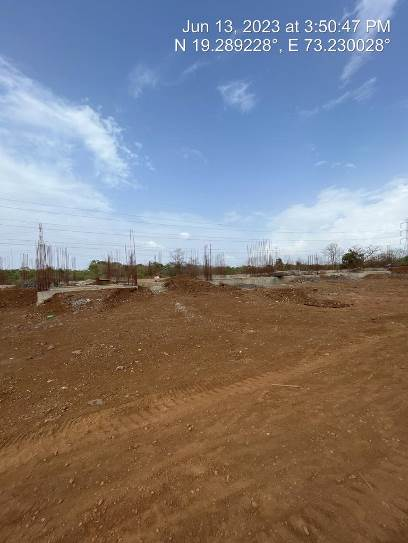 Jun 13, 2023 at 3:50:47 PM
N 19.289228°, E 73.230028°